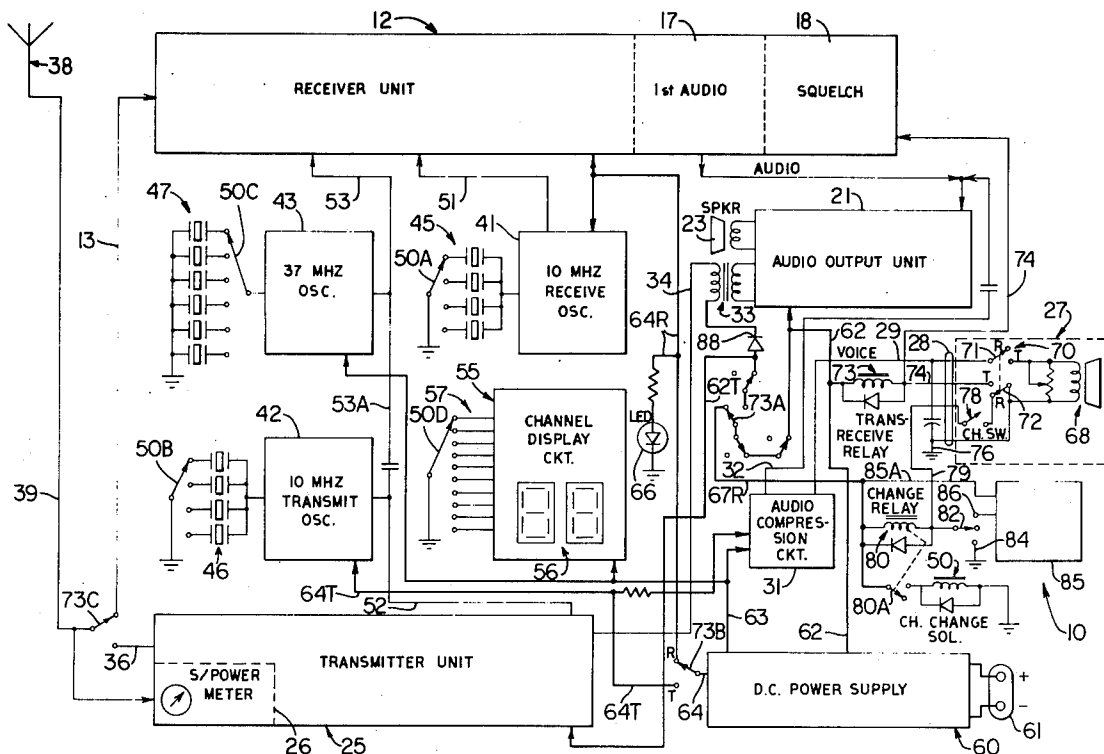 12
17
18
38
RECEIVER UNIT
1st AUDIO
SQUELCH
AUDIO
47
50C
43
53
51
45
41
SPKR
23
21
13
37 MHZ
OSC.
50A
10 MHZ
RECEIVE
OSC.
34
33
AUDIO OUTPUT UNIT
74
64R
88
62
29
28
27
VOICE
73
74
71
R
T
70
53A
55
57
50D
CHANNEL
DISPLAY
CKT.
LED
66
62T
73A
TRANS-
RECEIVE
RELAY
T
R
78
72
CH. SW.
76
68
42
50B
10 MHZ
TRANSMIT
OSC.
32
67R
85A
79
CHANGE
RELAY
86
82
39
46
56
AUDIO
COMPRES-
SION
CKT.
31
80
84
50
85
64T
52
63
62
80A
CH. CHANGE
SOL.
10
73C
36
TRANSMITTER UNIT
S/POWER
METER
R
73B
T
64T
64
D.C. POWER SUPPLY
+
-
61
26
25
60